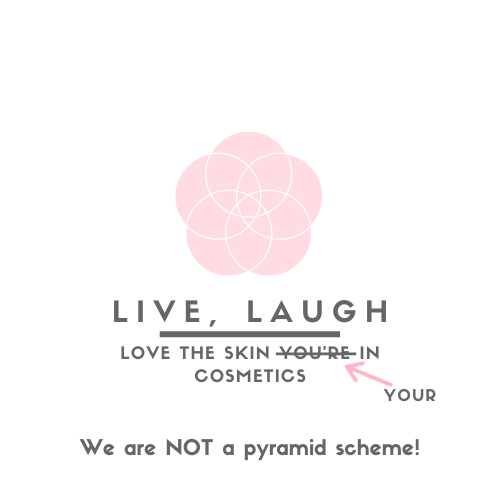 LIVE, LAUGH
LOVE THE SKIN YOU'RE IN
COSMETICS
YOUR
We are NOT a pyramid scheme!